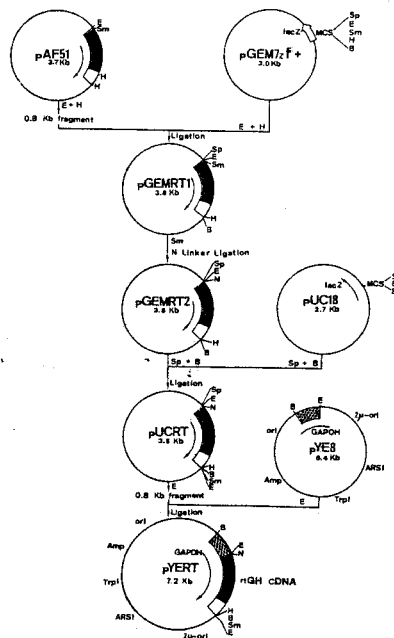 pAF51
3.7 Kb
E
Sm
H
H
pGEM7zf+
3.0 Kb
lacZ
MCS
Sp
E
Sm
H
B
E + H
0.8 Kb fragment
E + H
Ligation
pGEMRT1
3.8 Kb
Sp
E
Sm
H
B
Sm
N Linker Ligation
pGEMRT2
3.8 Kb
Sp
E
N
H
B
pUC18
2.7 Kb
lacZ
MCS
Sp + B
Sp + B
Ligation
pUCRT
3.5 Kb
E
N
H
B
Sm
E
pYE8
6.4 Kb
B
E
GAPDH
2μ-ori
ARS1
Trp1
Amp
ori
E
0.8 Kb fragment
E
Ligation
pYERT
7.2 Kb
ori
Amp
Trp1
ARS1
2μ-ori
GAPDH
B
E
N
rtGH cDNA
H
B
Sm
E